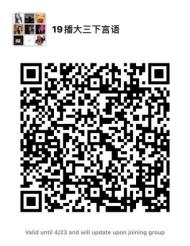 19播大三下言语
Valid until 4/23 and will update upon joining group